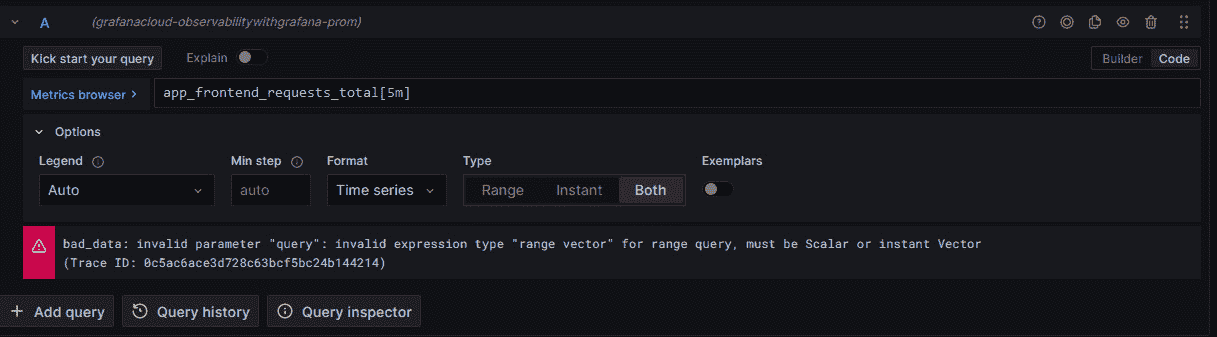 A (grafanacloud-observabilitywithgrafana-prom)
Kick start your query Explain Builder Code
Metrics browser > app_frontend_requests_total[5m]
Options
Legend Min step Format Type Exemplars
Auto auto Time series Range Instant Both
bad_data: invalid parameter "query": invalid expression type "range vector" for range query, must be Scalar or instant Vector
(Trace ID: 0c5ac6ace3d728c63bcf5bc24b144214)
+ Add query Query history Query inspector